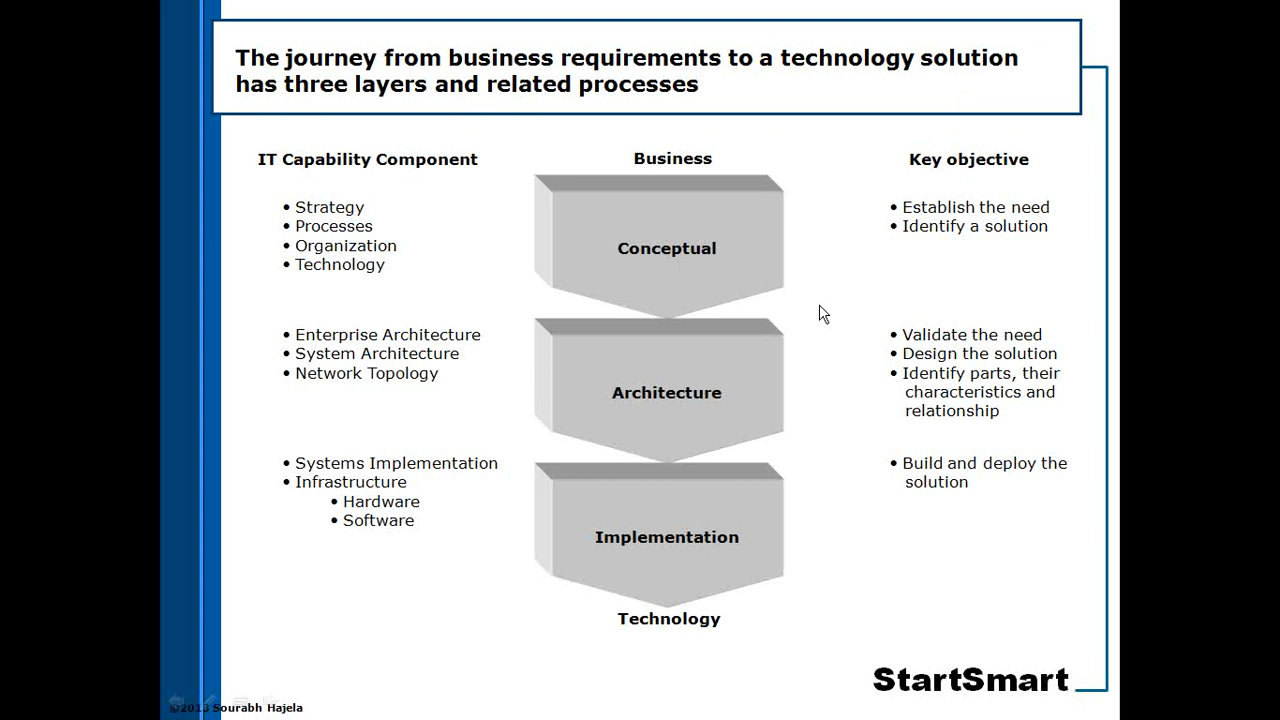 The journey from business requirements to a technology solution
has three layers and related processes
IT Capability Component
Business
Key objective
• Strategy
• Processes
• Organization
• Technology
Conceptual
• Establish the need
• Identify a solution
• Enterprise Architecture
• System Architecture
• Network Topology
Architecture
• Validate the need
• Design the solution
• Identify parts, their
characteristics and
relationship
• Systems Implementation
• Infrastructure
• Hardware
• Software
Implementation
• Build and deploy the
solution
Technology
StartSmart
©2013 Sourabh Hajela